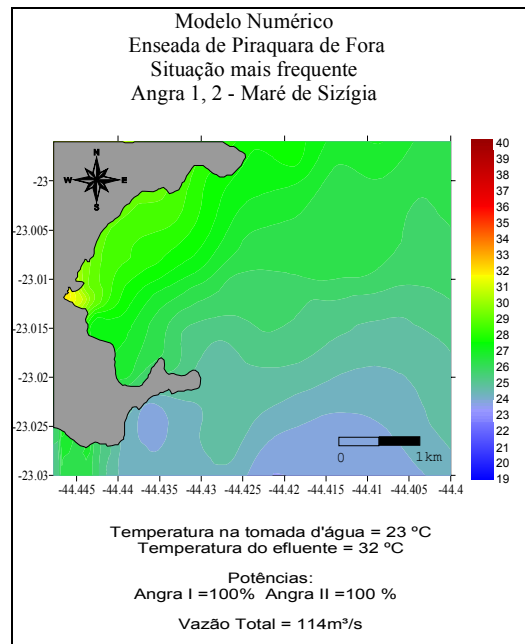 Modelo Numérico
Enseada de Piraquara de Fora
Situação mais frequente
Angra 1, 2 - Maré de Sizígia
N
W E
S
-23
-23.005
-23.01
-23.015
-23.02
-23.025
-23.03
-44.445 -44.44 -44.435 -44.43 -44.425 -44.42 -44.415 -44.41 -44.405 -44.4
0 1km
40
39
38
37
36
35
34
33
32
31
30
29
28
27
26
25
24
23
22
21
20
19
Temperatura na tomada d'água = 23 ºC
Temperatura do efluente = 32 ºC
Potências:
Angra I =100% Angra II =100 %
Vazão Total = 114m³/s